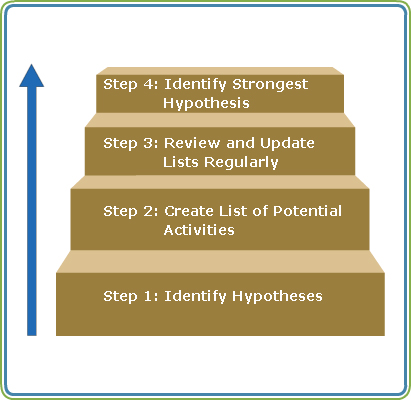 Step 4: Identify Strongest
Hypothesis
Step 3: Review and Update
Lists Regularly
Step 2: Create List of Potential
Activities
Step 1: Identify Hypotheses